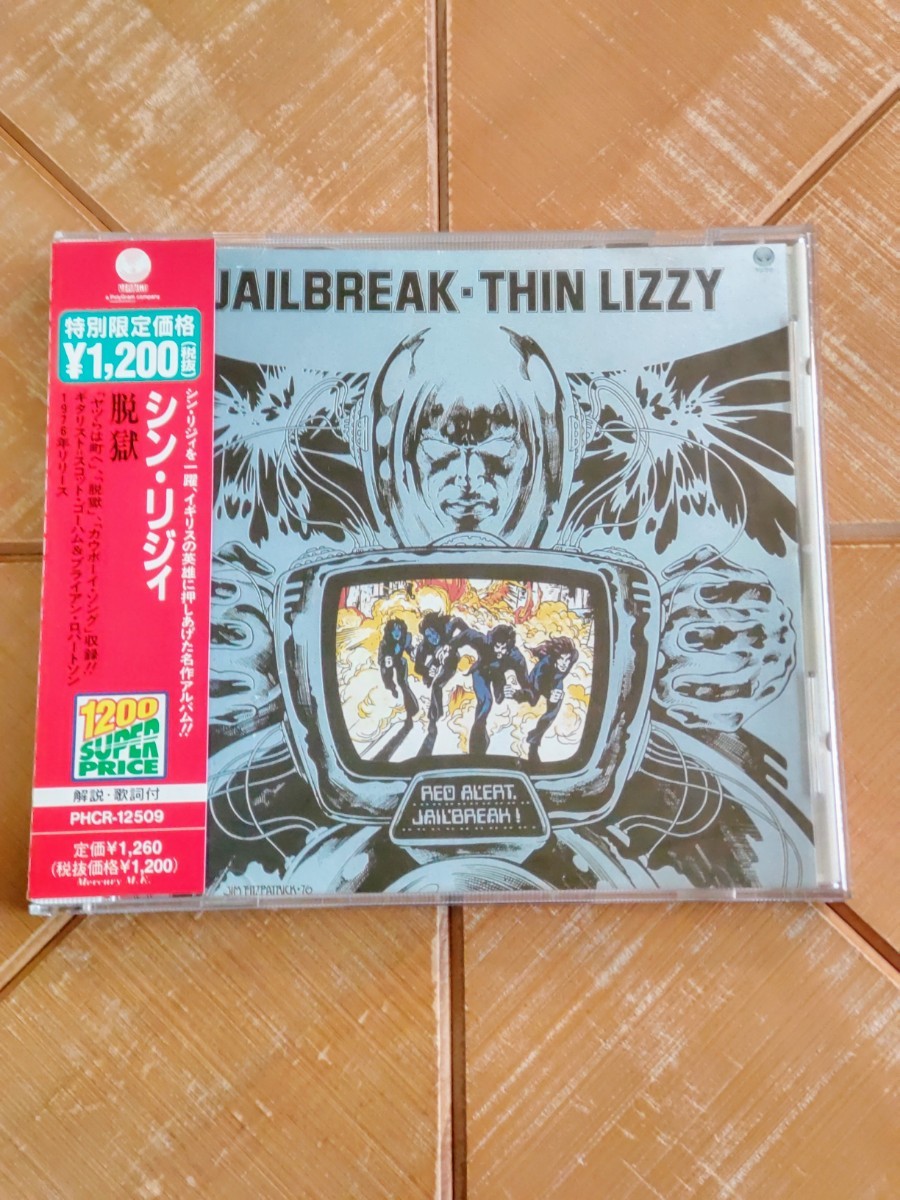 a PolyGram company
特別限定価格
¥1,200(税抜)
シン・リジィを一躍、イギリスの英雄に押しあげた名作アルバム!!
シン・リジィ
脱獄
「ヤツらは町へ」、「脱獄」、「カウボーイ・ソング」収録!!
ギタリスト:スコット・ゴーハム&ブライアン・ロバートソン
1976年リリース
1200
SUPER
PRICE
解説・歌詞付
PHCR-12509
定価¥1,260
(税抜価格¥1,200)
Mercury M.E.
JAILBREAK·THIN LIZZY
RED ALERT.
JAILBREAK!
JIM FITZPATRICK·76